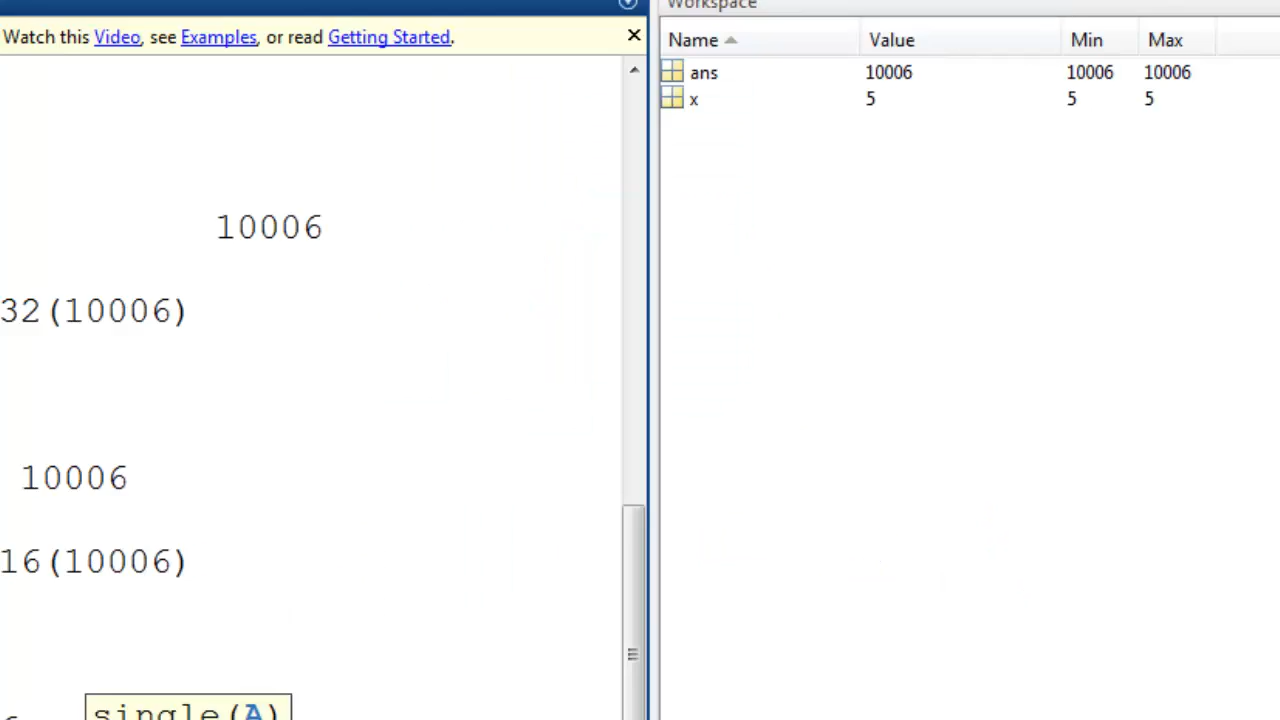 Workspace
Watch this Video, see Examples, or read Getting Started.
Name Value Min Max
ans 10006 10006 10006
x 5 5 5
10006
32(10006)
10006
16(10006)
single(A)